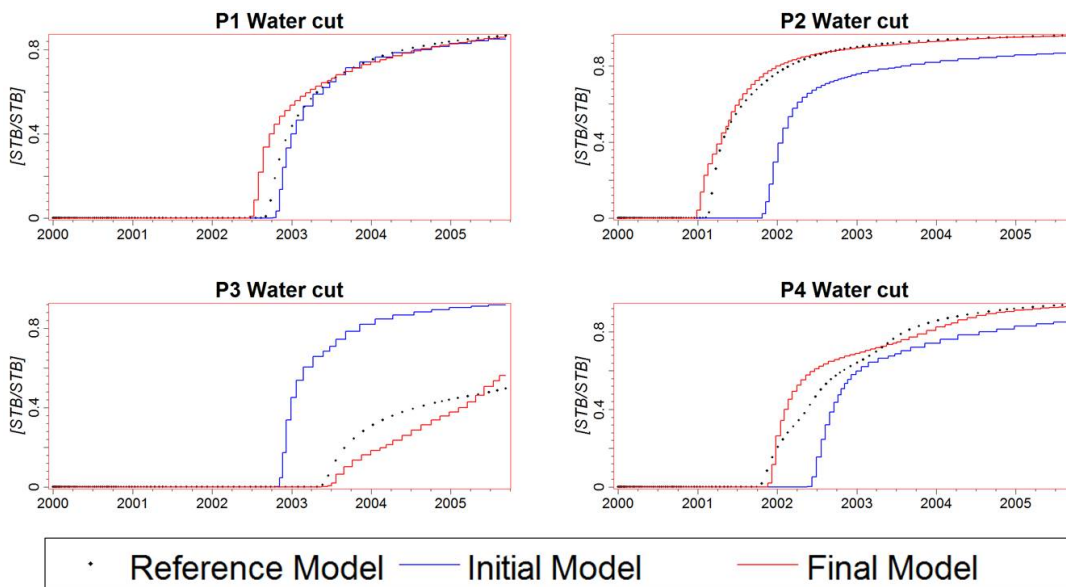 P1 Water cut
P2 Water cut
[STB/STB]
0.8
0.4
0
2000 2001 2002 2003 2004 2005
[STB/STB]
0.8
0.4
0
2000 2001 2002 2003 2004 2005
P3 Water cut
P4 Water cut
[STB/STB]
0.8
0.4
0
2000 2001 2002 2003 2004 2005
[STB/STB]
0.8
0.4
0
2000 2001 2002 2003 2004 2005
Reference Model Initial Model Final Model